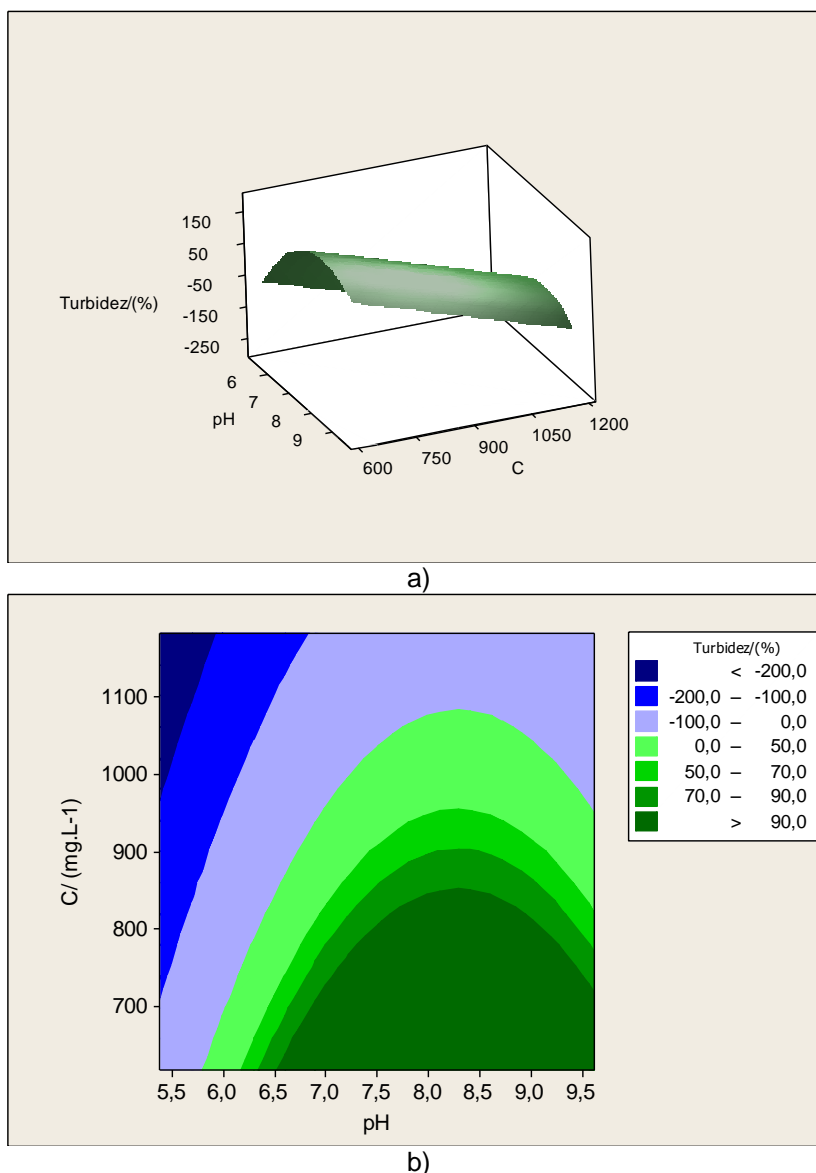 150
50
-50
-150
-250
Turbidez/(%)
6
7
8
9
pH
600
750
900
1050
1200
C
a)
Turbidez/(%)
< -200,0
-200,0 – -100,0
-100,0 – 0,0
0,0 – 50,0
50,0 – 70,0
70,0 – 90,0
> 90,0
C/ (mg.L-1)
1100
1000
900
800
700
5,5 6,0 6,5 7,0 7,5 8,0 8,5 9,0 9,5
pH
b)